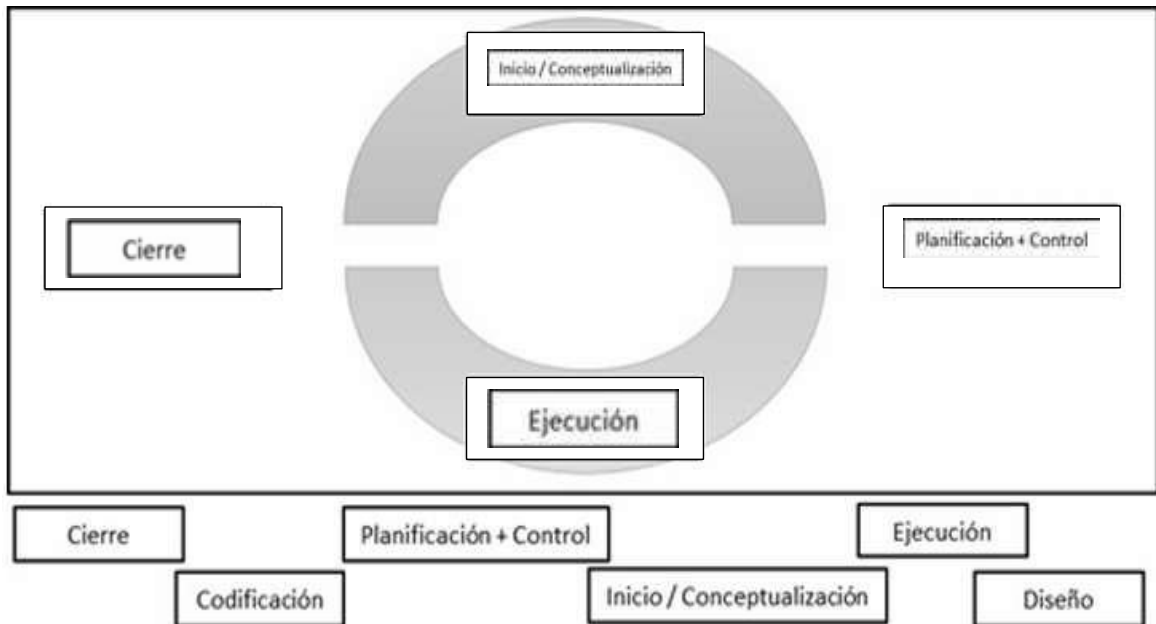 Inicio / Conceptualización
Cierre
Planificación + Control
Ejecución
Cierre
Planificación + Control
Ejecución
Codificación
Inicio / Conceptualización
Diseño